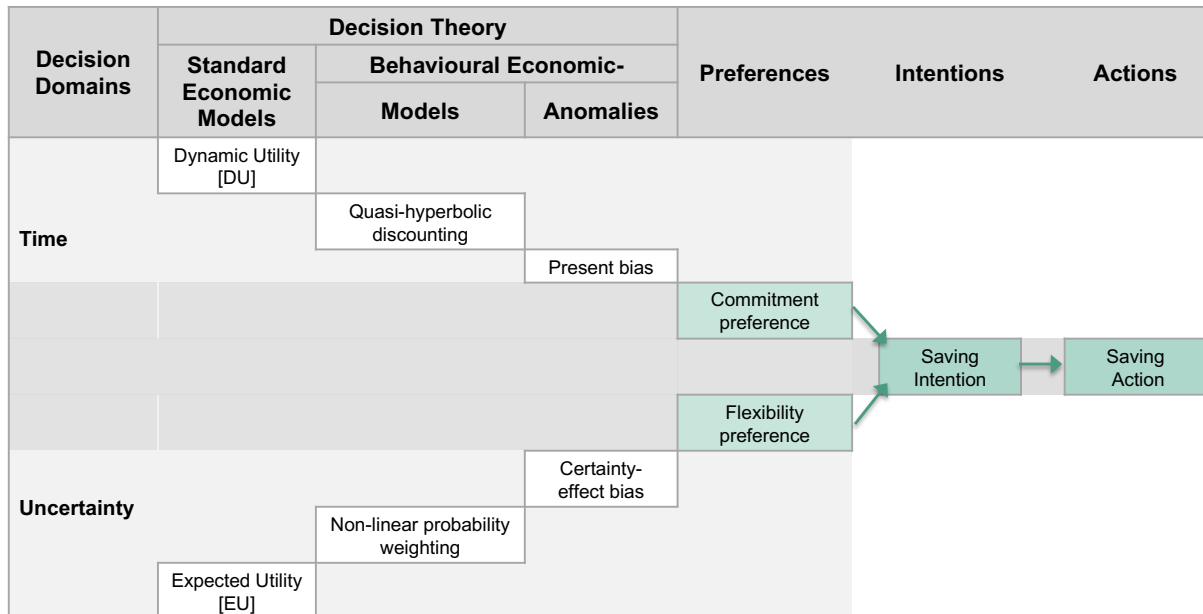 Decision Theory
Decision
Domains
Standard
Economic
Models
Behavioural Economic-
Models
Anomalies
Preferences
Intentions
Actions
Dynamic Utility
[DU]
Quasi-hyperbolic
discounting
Time
Present bias
Commitment
preference
Saving
Intention
Saving
Action
Flexibility
preference
Certainty-
effect bias
Uncertainty
Non-linear probability
weighting
Expected Utility
[EU]